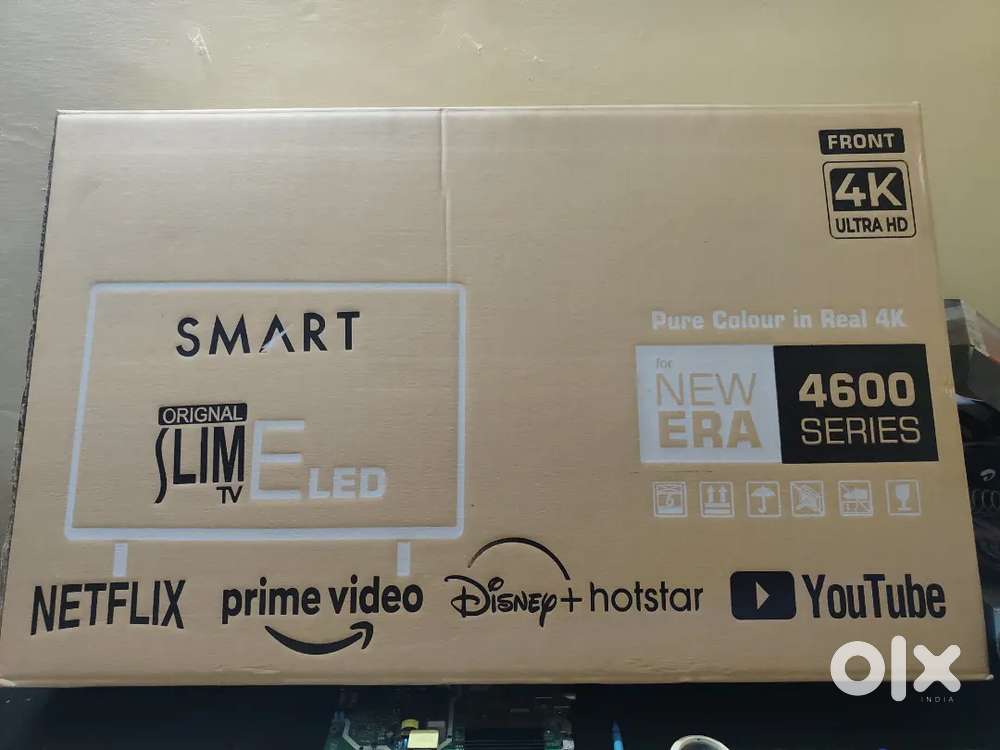 FRONT
4K
ULTRA HD
SMART
ORIGNAL
SLIM
TV
E LED
Pure Colour in Real 4K
for
NEW
ERA
4600
SERIES
NETFLIX
prime video
Disney+ hotstar
YouTube
olx
INDIA